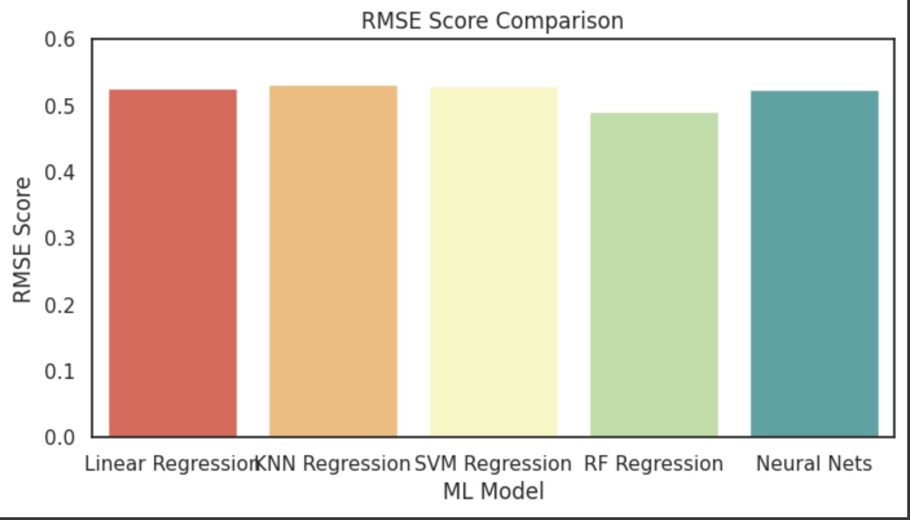 RMSE Score Comparison
0.6
0.5
0.4
0.3
0.2
0.1
0.0
RMSE Score
Linear Regression KNN Regression SVM Regression RF Regression Neural Nets
ML Model